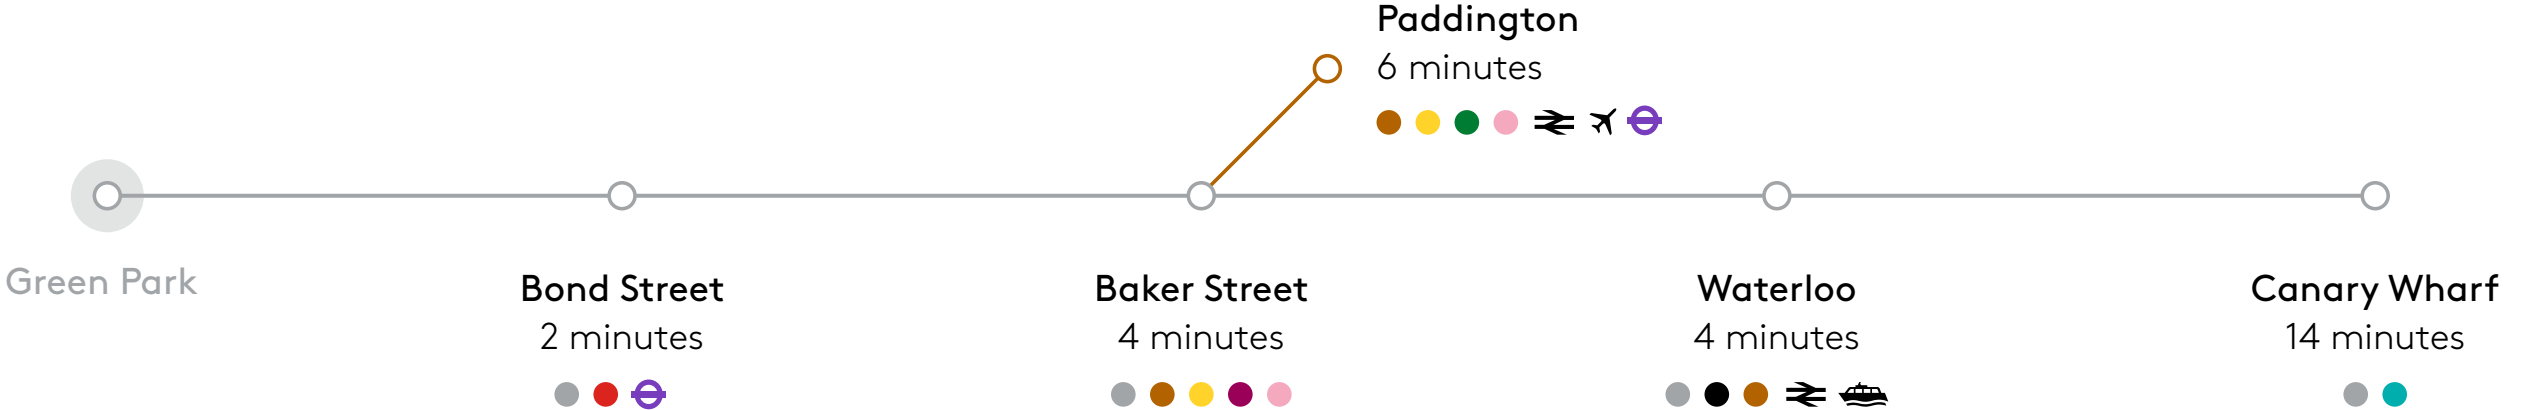 Paddington
6 minutes
Green Park
Bond Street
2 minutes
Baker Street
4 minutes
Waterloo
4 minutes
Canary Wharf
14 minutes